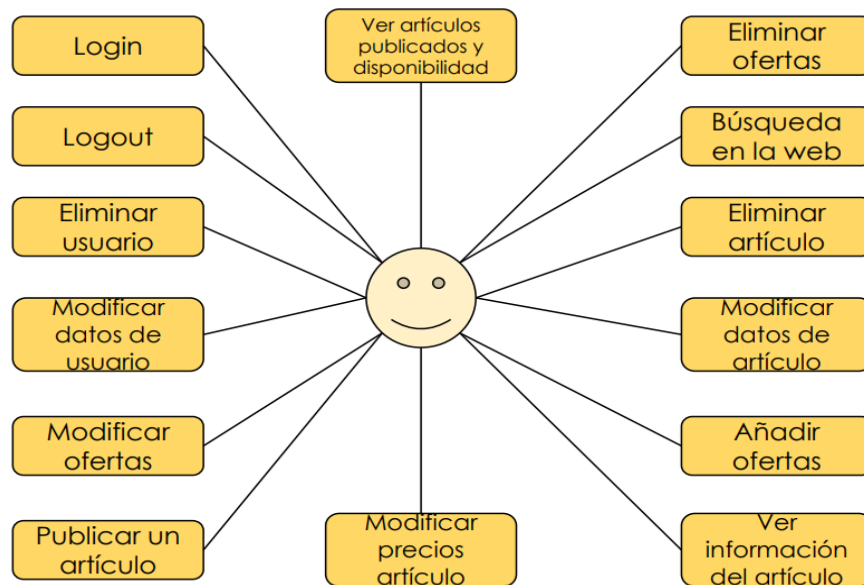 Login
Ver artículos
publicados y
disponibilidad
Eliminar
ofertas
Logout
Búsqueda
en la web
Eliminar
usuario
Eliminar
artículo
Modificar
datos de
usuario
Modificar
datos de
artículo
Modificar
ofertas
Añadir
ofertas
Publicar un
artículo
Modificar
precios
artículo
Ver
información
del artículo